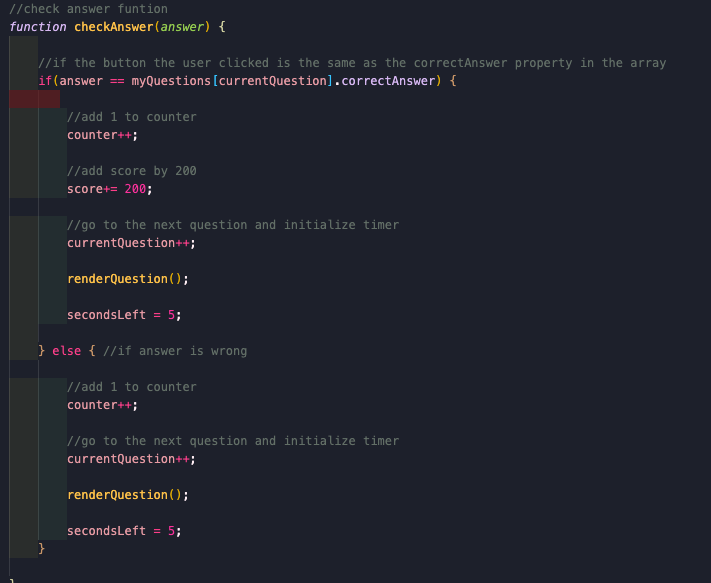 //check answer funtion
function checkAnswer(answer) {
//if the button the user clicked is the same as the correctAnswer property in the array
if(answer == myQuestions[currentQuestion].correctAnswer) {
//add 1 to counter
counter++;
//add score by 200
score+= 200;
//go to the next question and initialize timer
currentQuestion++;
renderQuestion();
secondsLeft = 5;
} else { //if answer is wrong
//add 1 to counter
counter++;
//go to the next question and initialize timer
currentQuestion++;
renderQuestion();
secondsLeft = 5;
}
}